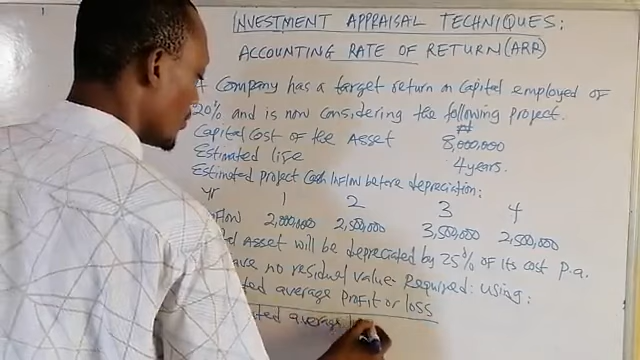 INVESTMENT APPRAISAL TECHNIQUES:
ACCOUNTING RATE OF RETURN (ARR)
A Company has a target return on Capital employed of
20% and is now considering the following project.
₦
Capital Cost of the Asset 8,000,000
Estimated life 4 years.
Estimated project Cash inflow before depreciation:
yr 1 2 3 4
inflow 2,000,000 2,500,000 3,500,000 2,500,000
Asset will be depreciated by 25% of its cost p.a.
have no residual value. Required: using:
average Profit or loss
average